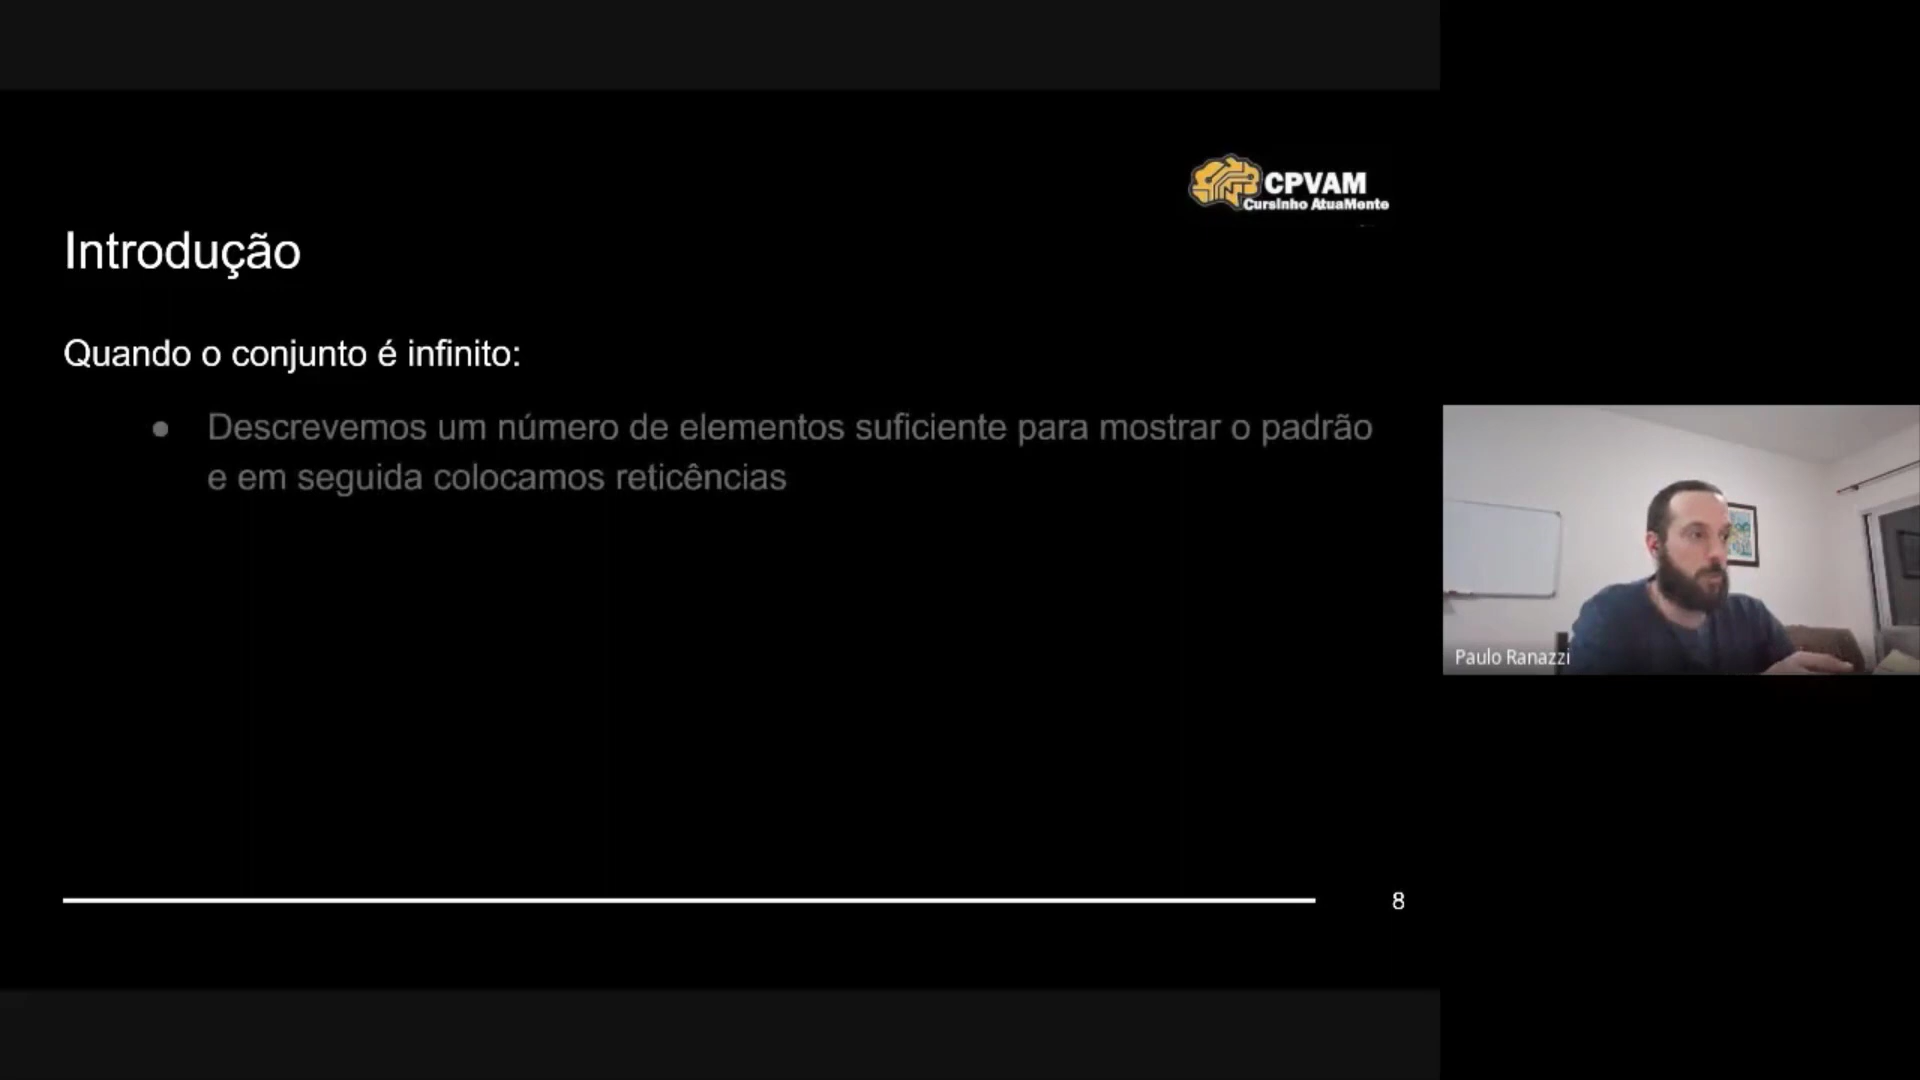 CPVAM
Cursinho AtuaMente
Introdução
Quando o conjunto é infinito:
● Descrevemos um número de elementos suficiente para mostrar o padrão
e em seguida colocamos reticências
Paulo Ranazzi
8